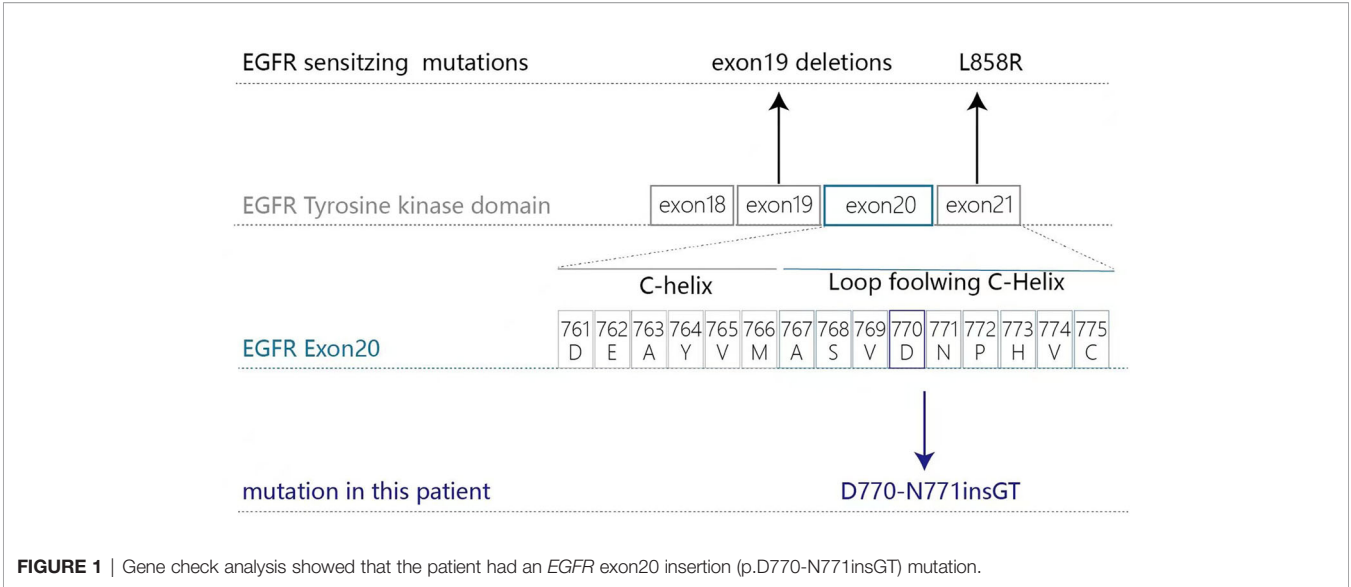 EGFR sensitzing mutations exon19 deletions L858R
EGFR Tyrosine kinase domain exon18 exon19 exon20 exon21
C-helix Loop foolwing C-Helix
761 762 763 764 765 766 767 768 769 770 771 772 773 774 775
EGFR Exon20 D E A Y V M A S V D N P H V C
mutation in this patient D770-N771insGT
FIGURE 1 | Gene check analysis showed that the patient had an EGFR exon20 insertion (p.D770-N771insGT) mutation.